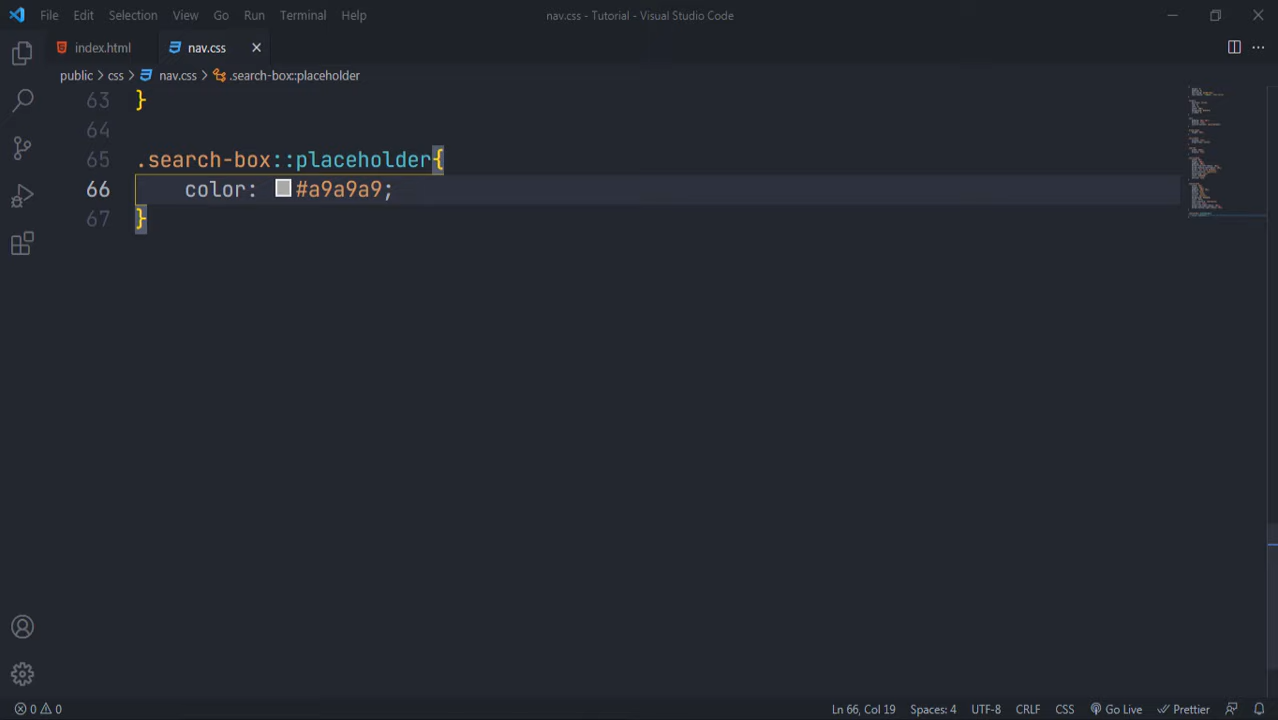 File Edit Selection View Go Run Terminal Help nav.css - Tutorial - Visual Studio Code
index.html nav.css
public > css > nav.css > .search-box::placeholder
63 }
64
65 .search-box::placeholder{
66 color: #a9a9a9;
67 }
0 0 Ln 66, Col 19 Spaces: 4 UTF-8 CRLF CSS Go Live Prettier